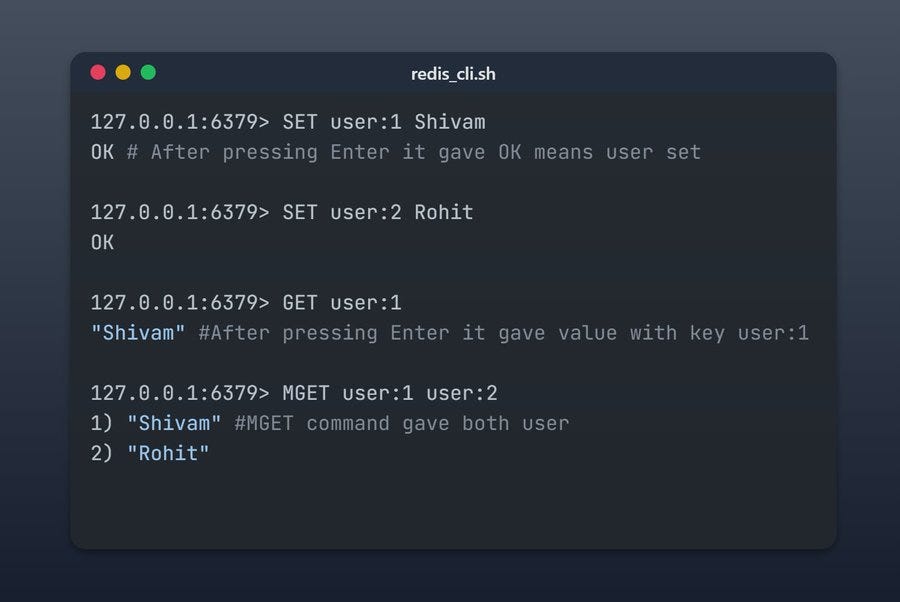 redis_cli.sh
127.0.0.1:6379> SET user:1 Shivam
OK # After pressing Enter it gave OK means user set
127.0.0.1:6379> SET user:2 Rohit
OK
127.0.0.1:6379> GET user:1
"Shivam" #After pressing Enter it gave value with key user:1
127.0.0.1:6379> MGET user:1 user:2
1) "Shivam" #MGET command gave both user
2) "Rohit"